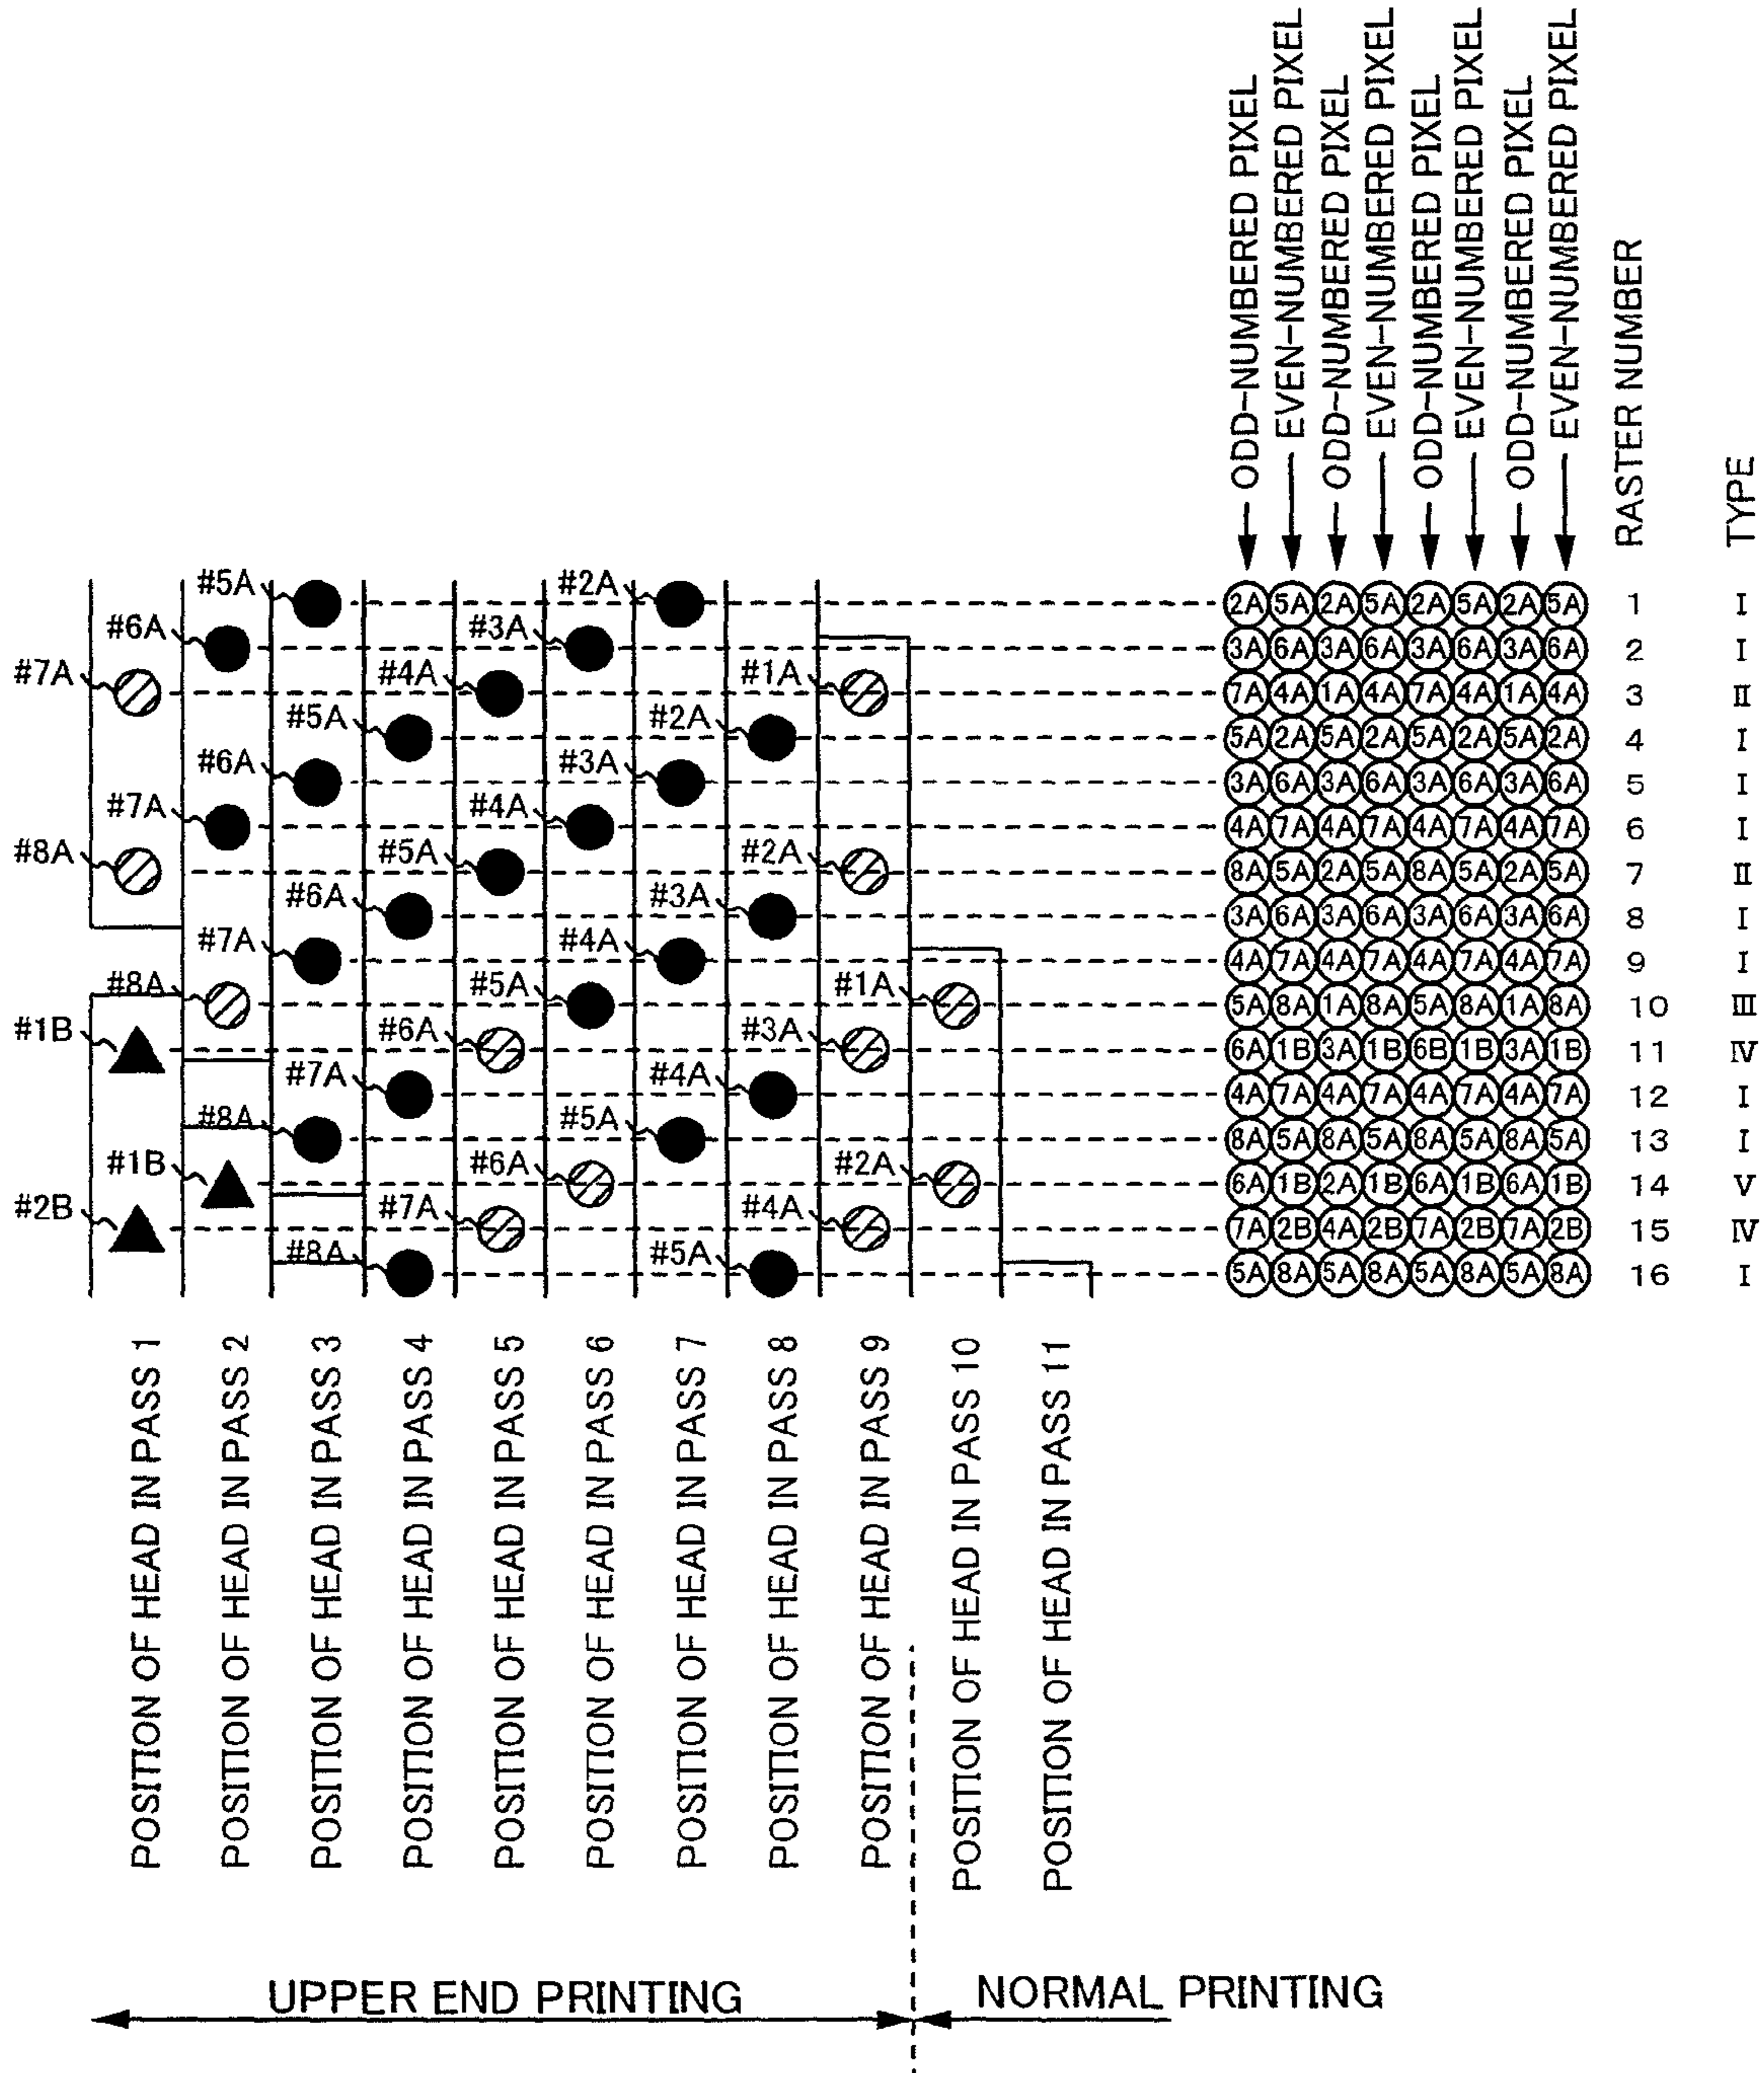 ODD-NUMBERED PIXEL
EVEN-NUMBERED PIXEL
ODD-NUMBERED PIXEL
EVEN-NUMBERED PIXEL
ODD-NUMBERED PIXEL
EVEN-NUMBERED PIXEL
ODD-NUMBERED PIXEL
EVEN-NUMBERED PIXEL
RASTER NUMBER
TYPE
#5A #2A 2A 5A 2A 5A 2A 5A 2A 5A 1 I
#6A #3A 3A 6A 3A 6A 3A 6A 3A 6A 2 I
#7A #4A #1A 7A 4A 1A 4A 7A 4A 1A 4A 3 II
#5A #2A 5A 2A 5A 2A 5A 2A 5A 2A 4 I
#6A #3A 3A 6A 3A 6A 3A 6A 3A 6A 5 I
#7A #4A 4A 7A 4A 7A 4A 7A 4A 7A 6 I
#8A #5A #2A 8A 5A 2A 5A 8A 5A 2A 5A 7 II
#6A #3A 3A 6A 3A 6A 3A 6A 3A 6A 8 I
#7A #4A 4A 7A 4A 7A 4A 7A 4A 7A 9 I
#8A #5A #1A 5A 8A 1A 8A 5A 8A 1A 8A 10 III
#1B #6A #3A 6A 1B 3A 1B 6B 1B 3A 1B 11 IV
#7A #4A 4A 7A 4A 7A 4A 7A 4A 7A 12 I
#8A #5A 8A 5A 8A 5A 8A 5A 8A 5A 13 I
#1B #6A #2A 6A 1B 2A 1B 6A 1B 6A 1B 14 V
#2B #7A #4A 7A 2B 4A 2B 7A 2B 7A 2B 15 IV
#8A #5A 5A 8A 5A 8A 5A 8A 5A 8A 16 I
POSITION OF HEAD IN PASS 1
POSITION OF HEAD IN PASS 2
POSITION OF HEAD IN PASS 3
POSITION OF HEAD IN PASS 4
POSITION OF HEAD IN PASS 5
POSITION OF HEAD IN PASS 6
POSITION OF HEAD IN PASS 7
POSITION OF HEAD IN PASS 8
POSITION OF HEAD IN PASS 9
POSITION OF HEAD IN PASS 10
POSITION OF HEAD IN PASS 11
UPPER END PRINTING
NORMAL PRINTING